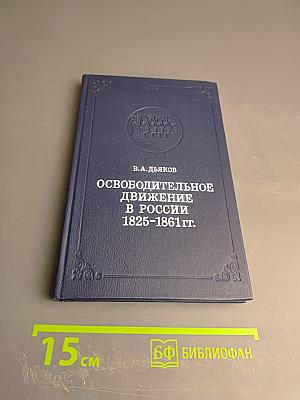 В. А. ДЬЯКОВ
ОСВОБОДИТЕЛЬНОЕ
ДВИЖЕНИЕ
В РОССИИ
1825-1861 гг.
15 см
БФ БИБЛИОФАН